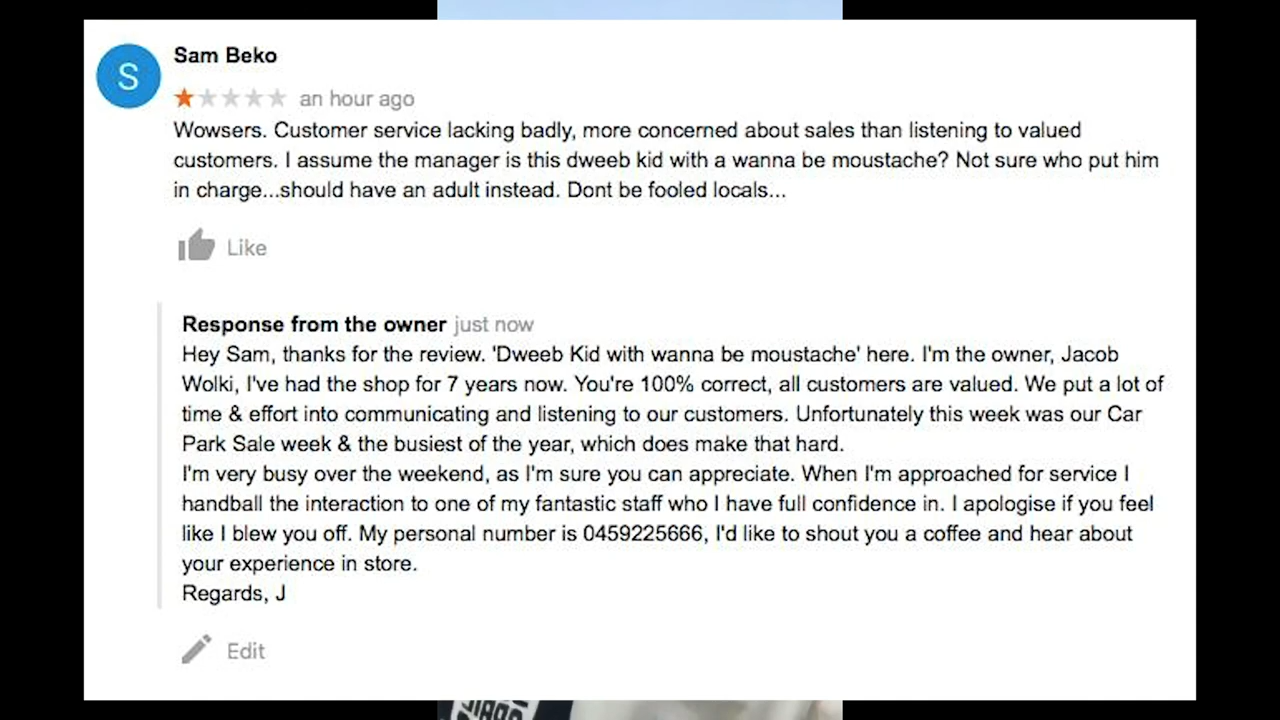 S
Sam Beko
an hour ago
Wowsers. Customer service lacking badly, more concerned about sales than listening to valued
customers. I assume the manager is this dweeb kid with a wanna be moustache? Not sure who put him
in charge...should have an adult instead. Dont be fooled locals...
Like
Response from the owner just now
Hey Sam, thanks for the review. 'Dweeb Kid with wanna be moustache' here. I'm the owner, Jacob
Wolki, I've had the shop for 7 years now. You're 100% correct, all customers are valued. We put a lot of
time & effort into communicating and listening to our customers. Unfortunately this week was our Car
Park Sale week & the busiest of the year, which does make that hard.
I'm very busy over the weekend, as I'm sure you can appreciate. When I'm approached for service I
handball the interaction to one of my fantastic staff who I have full confidence in. I apologise if you feel
like I blew you off. My personal number is 0459225666, I'd like to shout you a coffee and hear about
your experience in store.
Regards, J
Edit